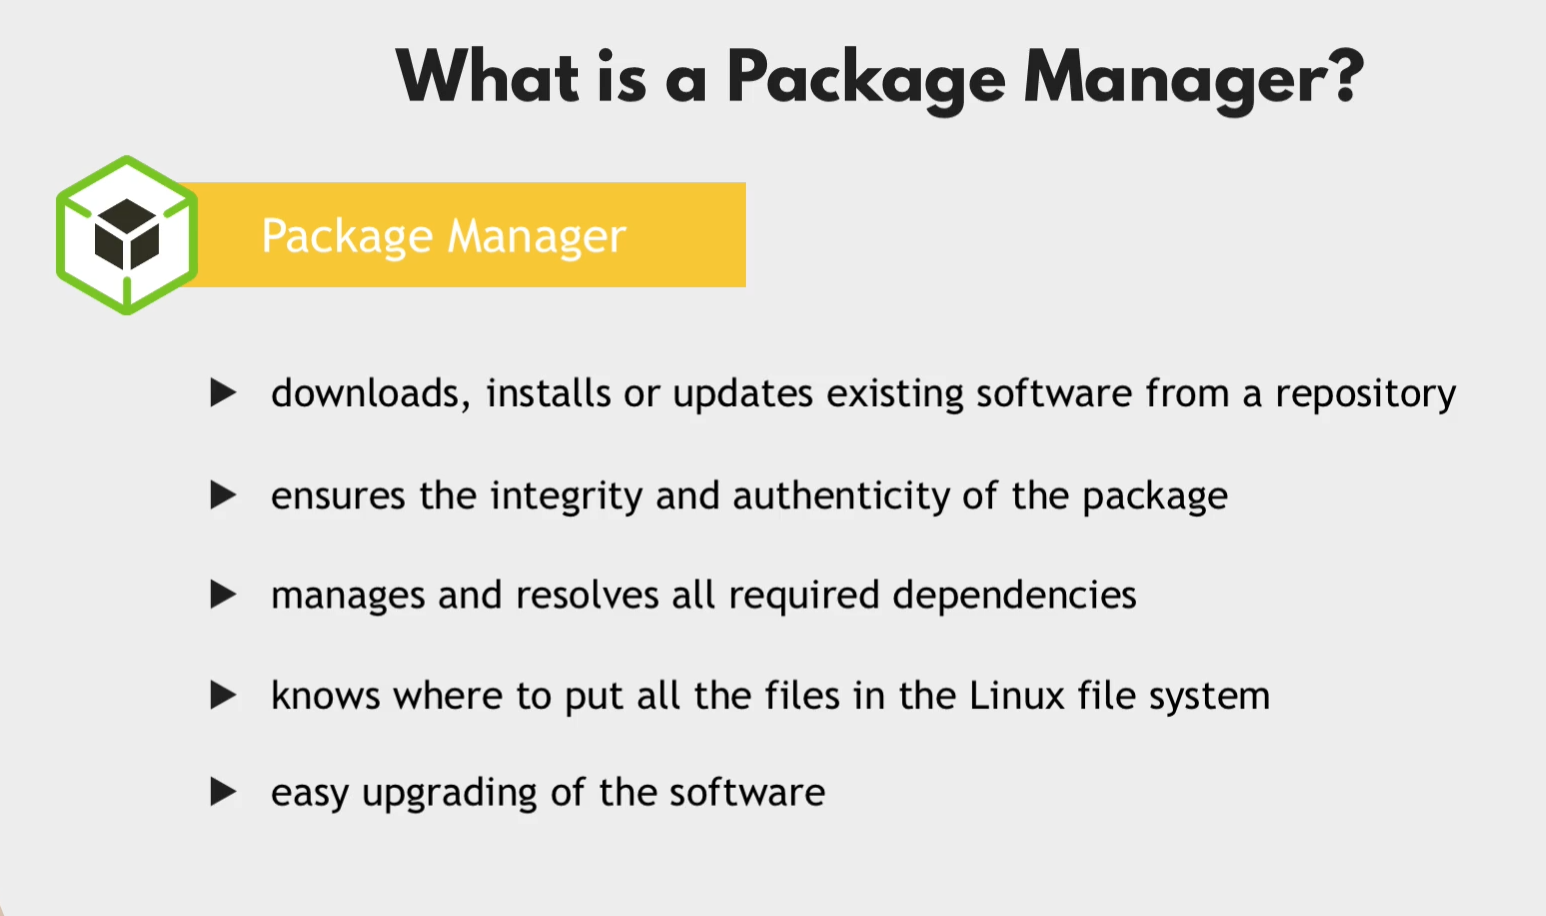 What is a Package Manager?
Package Manager
downloads, installs or updates existing software from a repository
ensures the integrity and authenticity of the package
manages and resolves all required dependencies
knows where to put all the files in the Linux file system
easy upgrading of the software